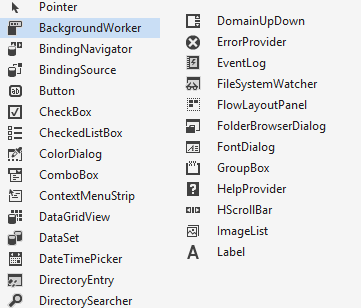 Pointer
BackgroundWorker
BindingNavigator
BindingSource
Button
CheckBox
CheckedListBox
ColorDialog
ComboBox
ContextMenuStrip
DataGridView
DataSet
DateTimePicker
DirectoryEntry
DirectorySearcher
DomainUpDown
ErrorProvider
EventLog
FileSystemWatcher
FlowLayoutPanel
FolderBrowserDialog
FontDialog
GroupBox
HelpProvider
HScrollBar
ImageList
Label